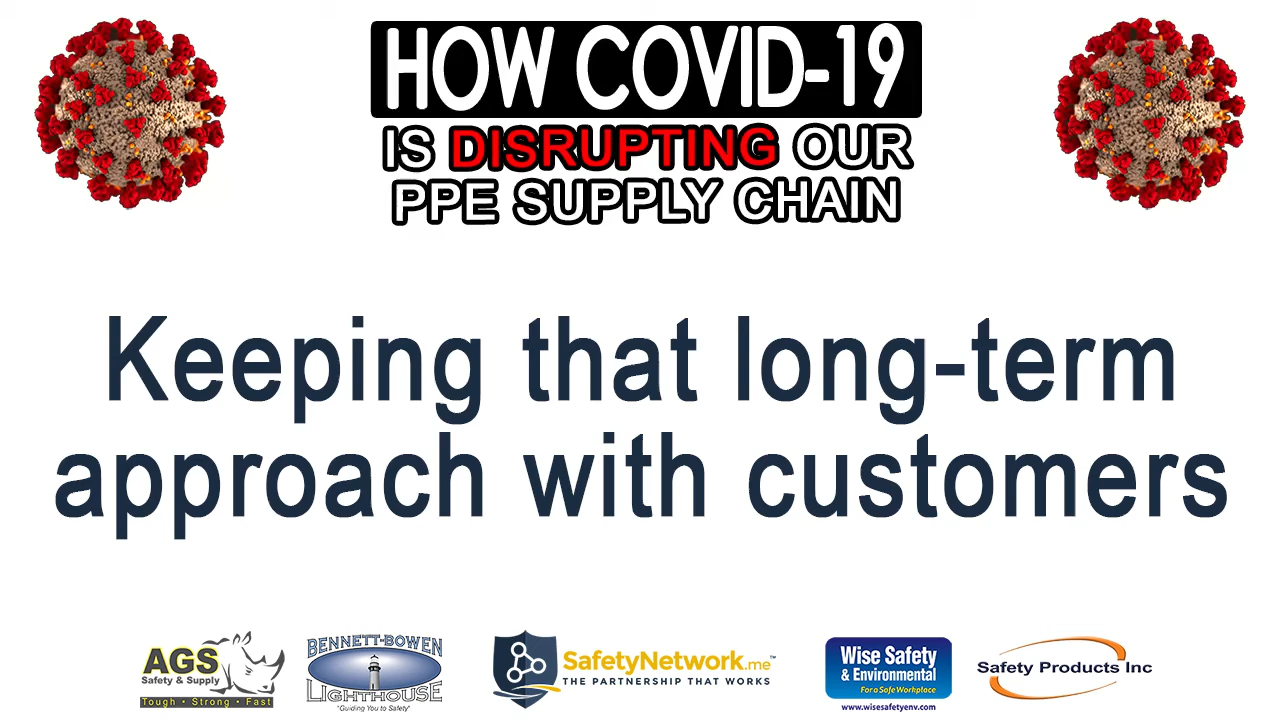 HOW COVID-19
IS DISRUPTING OUR
PPE SUPPLY CHAIN
Keeping that long-term
approach with customers
AGS
Safety & Supply
Tough • Strong • Fast
BENNETT-BOWEN
LIGHTHOUSE
"Guiding You to Safety"
SafetyNetwork.me™
THE PARTNERSHIP THAT WORKS
Wise Safety
& Environmental
For a Safe Workplace
www.wisesafetyenv.com
Safety Products Inc